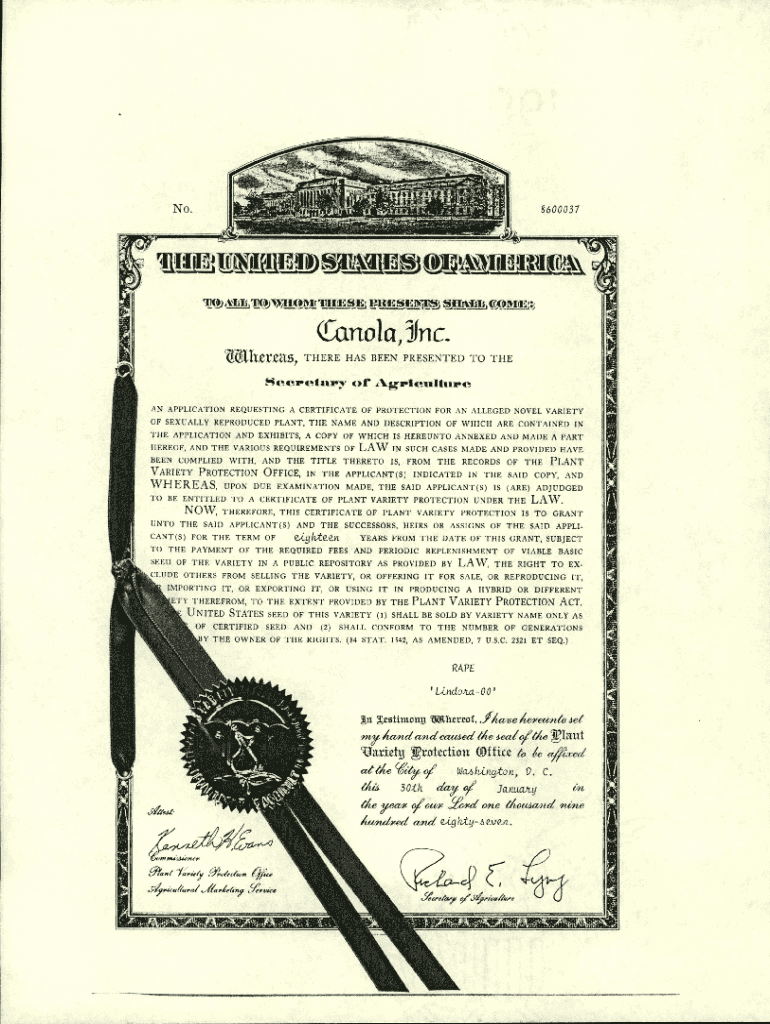 No. 8600037
THE UNITED STATES OF AMERICA
TO ALL TO WHOM THESE PRESENTS SHALL COME:
Canola, Inc.
Whereas, THERE HAS BEEN PRESENTED TO THE
Secretary of Agriculture
AN APPLICATION REQUESTING A CERTIFICATE OF PROTECTION FOR AN ALLEGED NOVEL VARIETY
OF SEXUALLY REPRODUCED PLANT, THE NAME AND DESCRIPTION OF WHICH ARE CONTAINED IN
THE APPLICATION AND EXHIBITS, A COPY OF WHICH IS HEREUNTO ANNEXED AND MADE A PART
HEREOF, AND THE VARIOUS REQUIREMENTS OF LAW IN SUCH CASES MADE AND PROVIDED HAVE
BEEN COMPLIED WITH, AND THE TITLE THERETO IS, FROM THE RECORDS OF THE PLANT
VARIETY PROTECTION OFFICE, IN THE APPLICANT(S) INDICATED IN THE SAID COPY, AND
WHEREAS, UPON DUE EXAMINATION MADE, THE SAID APPLICANT(S) IS (ARE) ADJUDGED
TO BE ENTITLED TO A CERTIFICATE OF PLANT VARIETY PROTECTION UNDER THE LAW.
NOW, THEREFORE, THIS CERTIFICATE OF PLANT VARIETY PROTECTION IS TO GRANT
UNTO THE SAID APPLICANT(S) AND THE SUCCESSORS, HEIRS OR ASSIGNS OF THE SAID APPLI-
CANT(S) FOR THE TERM OF eighteen YEARS FROM THE DATE OF THIS GRANT, SUBJECT
TO THE PAYMENT OF THE REQUIRED FEES AND PERIODIC REPLENISHMENT OF VIABLE BASIC
SEED OF THE VARIETY IN A PUBLIC REPOSITORY AS PROVIDED BY LAW, THE RIGHT TO EX-
CLUDE OTHERS FROM SELLING THE VARIETY, OR OFFERING IT FOR SALE, OR REPRODUCING IT,
IMPORTING IT, OR EXPORTING IT, OR USING IT IN PRODUCING A HYBRID OR DIFFERENT
THEREFROM, TO THE EXTENT PROVIDED BY THE PLANT VARIETY PROTECTION ACT.
UNITED STATES SEED OF THIS VARIETY (1) SHALL BE SOLD BY VARIETY NAME ONLY AS
OF CERTIFIED SEED AND (2) SHALL CONFORM TO THE NUMBER OF GENERATIONS
BY THE OWNER OF THE RIGHTS. (84 STAT. 1542, AS AMENDED, 7 U.S.C. 2321 ET SEQ.)
RAPE
'Lindora-00'
In Testimony Whereof, I have hereunto set
my hand and caused the seal of the Plant
Variety Protection Office to be affixed
at the City of Washington, D. C.
this 30th day of January in
the year of our Lord one thousand nine
hundred and eighty-seven.
Attest:
Kenneth H Evans
Commissioner
Plant Variety Protection Office
Agricultural Marketing Service
Richard E. Lyng
Secretary of Agriculture